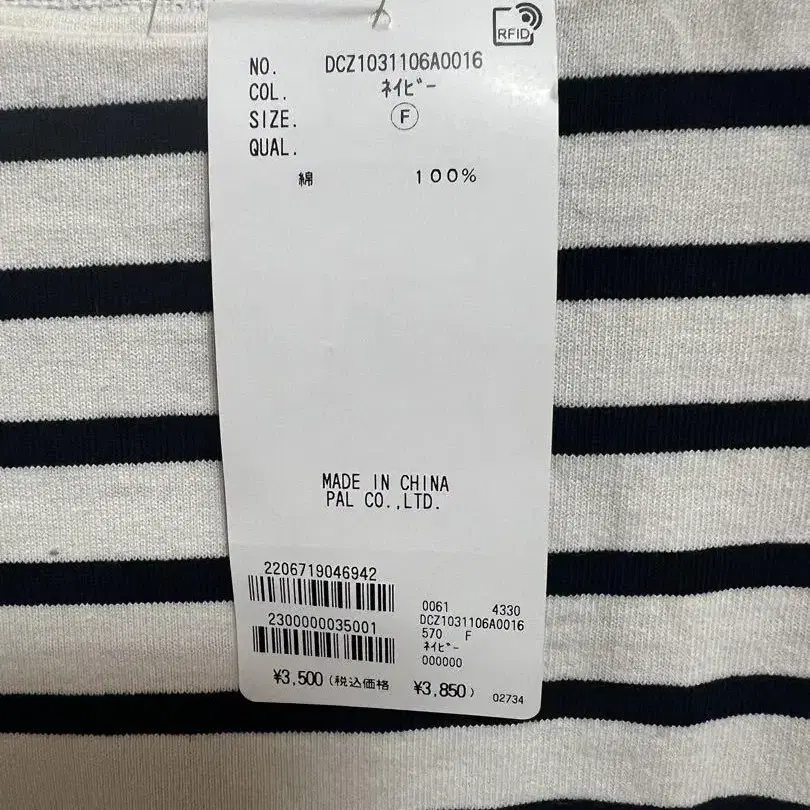 RFID
NO. DCZ1031106A0016
COL. ネイビー
SIZE. F
QUAL.
綿 100%
MADE IN CHINA
PAL CO.,LTD.
2206719046942
2300000035001
0061 4330
DCZ1031106A0016
570 F
ネイビー
000000
¥3,500 (税込価格 ¥3,850)
02734